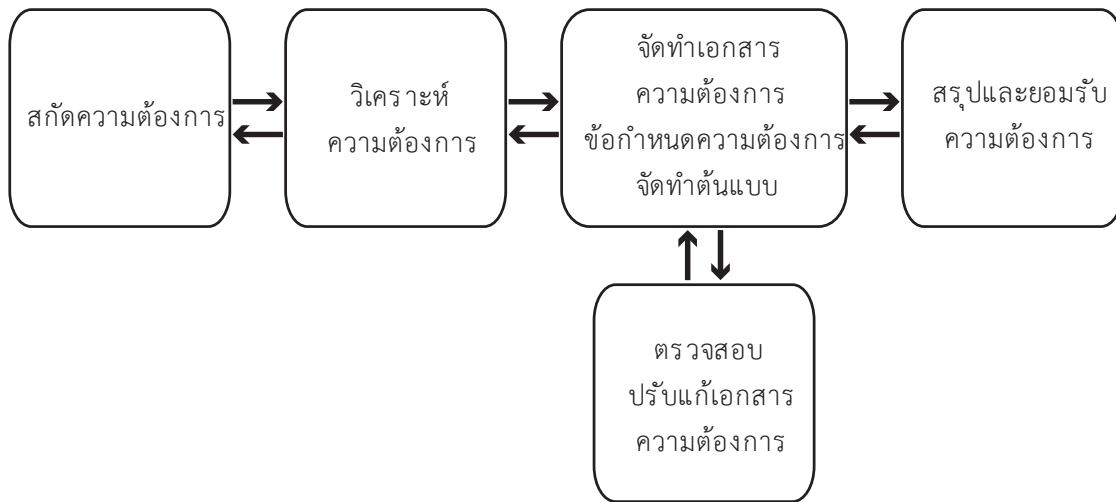 สกัดความต้องการ
วิเคราะห์
ความต้องการ
จัดทำเอกสาร
ความต้องการ
ข้อกำหนดความต้องการ
จัดทำต้นแบบ
สรุปและยอมรับ
ความต้องการ
ตรวจสอบ
ปรับแก้เอกสาร
ความต้องการ